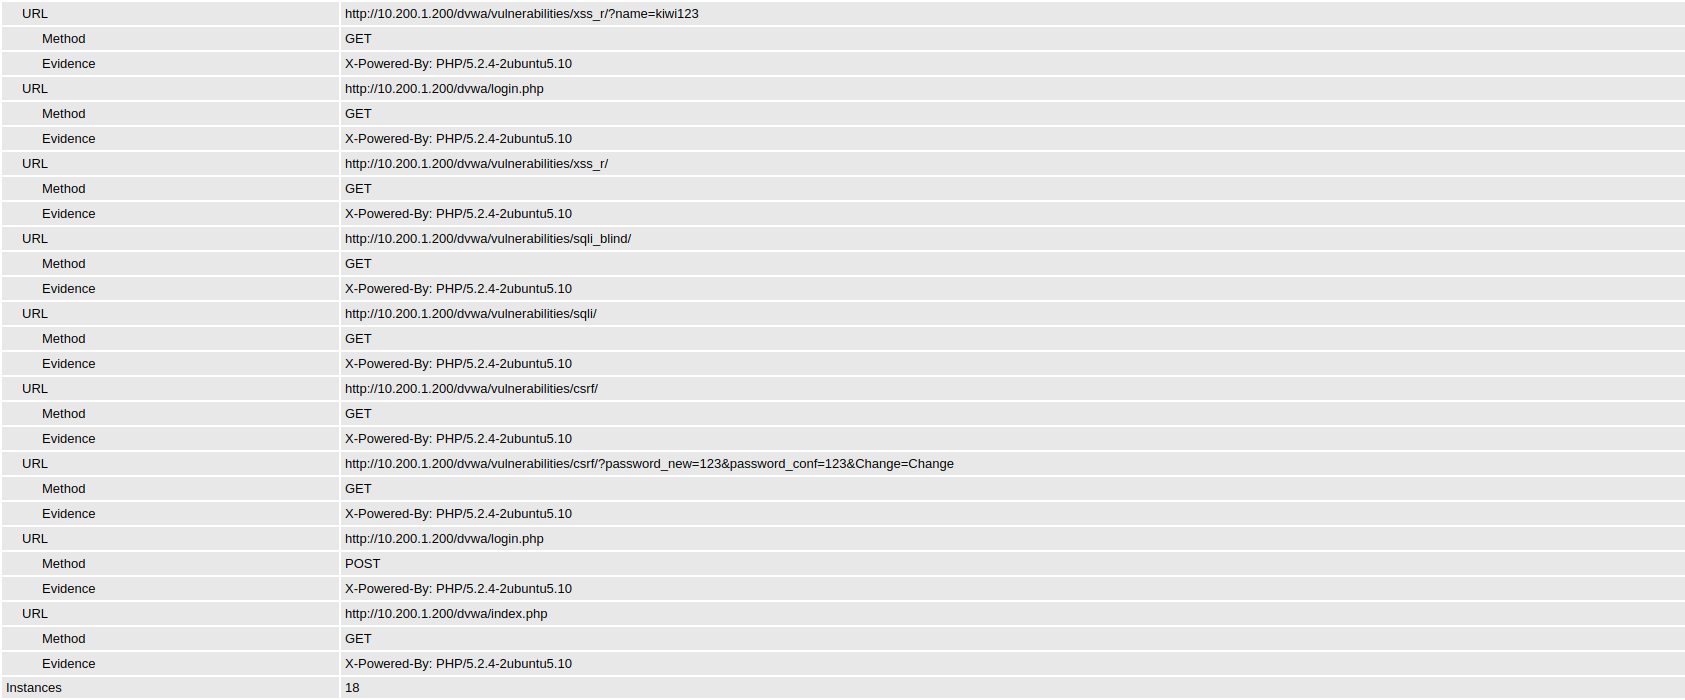 URL http://10.200.1.200/dvwa/vulnerabilities/xss_r/?name=kiwi123
Method GET
Evidence X-Powered-By: PHP/5.2.4-2ubuntu5.10
URL http://10.200.1.200/dvwa/login.php
Method GET
Evidence X-Powered-By: PHP/5.2.4-2ubuntu5.10
URL http://10.200.1.200/dvwa/vulnerabilities/xss_r/
Method GET
Evidence X-Powered-By: PHP/5.2.4-2ubuntu5.10
URL http://10.200.1.200/dvwa/vulnerabilities/sqli_blind/
Method GET
Evidence X-Powered-By: PHP/5.2.4-2ubuntu5.10
URL http://10.200.1.200/dvwa/vulnerabilities/sqli/
Method GET
Evidence X-Powered-By: PHP/5.2.4-2ubuntu5.10
URL http://10.200.1.200/dvwa/vulnerabilities/csrf/
Method GET
Evidence X-Powered-By: PHP/5.2.4-2ubuntu5.10
URL http://10.200.1.200/dvwa/vulnerabilities/csrf/?password_new=123&password_conf=123&Change=Change
Method GET
Evidence X-Powered-By: PHP/5.2.4-2ubuntu5.10
URL http://10.200.1.200/dvwa/login.php
Method POST
Evidence X-Powered-By: PHP/5.2.4-2ubuntu5.10
URL http://10.200.1.200/dvwa/index.php
Method GET
Evidence X-Powered-By: PHP/5.2.4-2ubuntu5.10
Instances 18